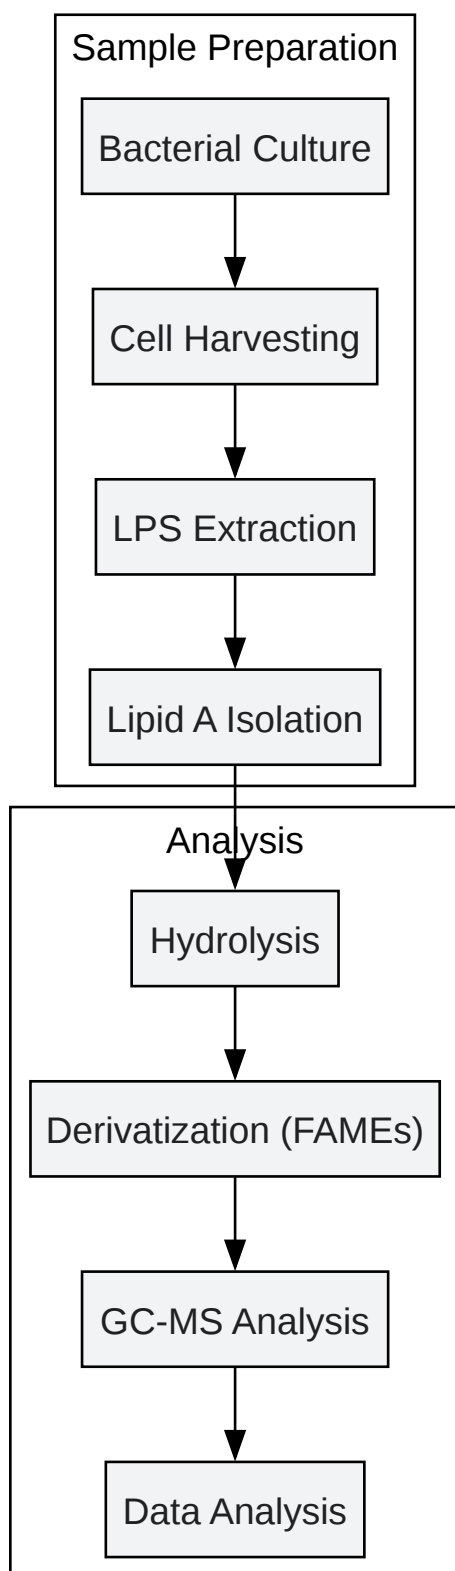 Sample Preparation
Bacterial Culture
Cell Harvesting
LPS Extraction
Lipid A Isolation
Analysis
Hydrolysis
Derivatization (FAMEs)
GC-MS Analysis
Data Analysis